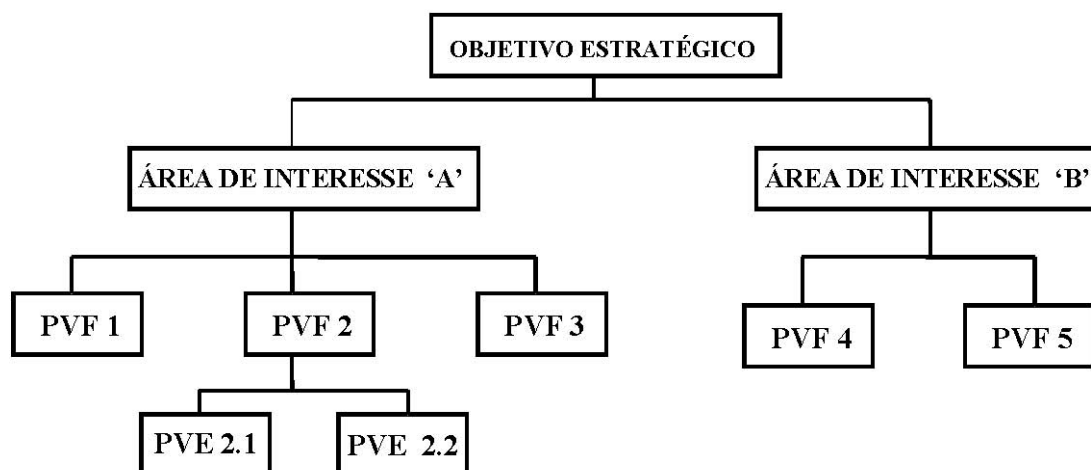 OBJETIVO ESTRATÉGICO
ÁREA DE INTERESSE ‘A’
ÁREA DE INTERESSE ‘B’
PVF 1
PVF 2
PVF 3
PVF 4
PVF 5
PVE 2.1
PVE 2.2